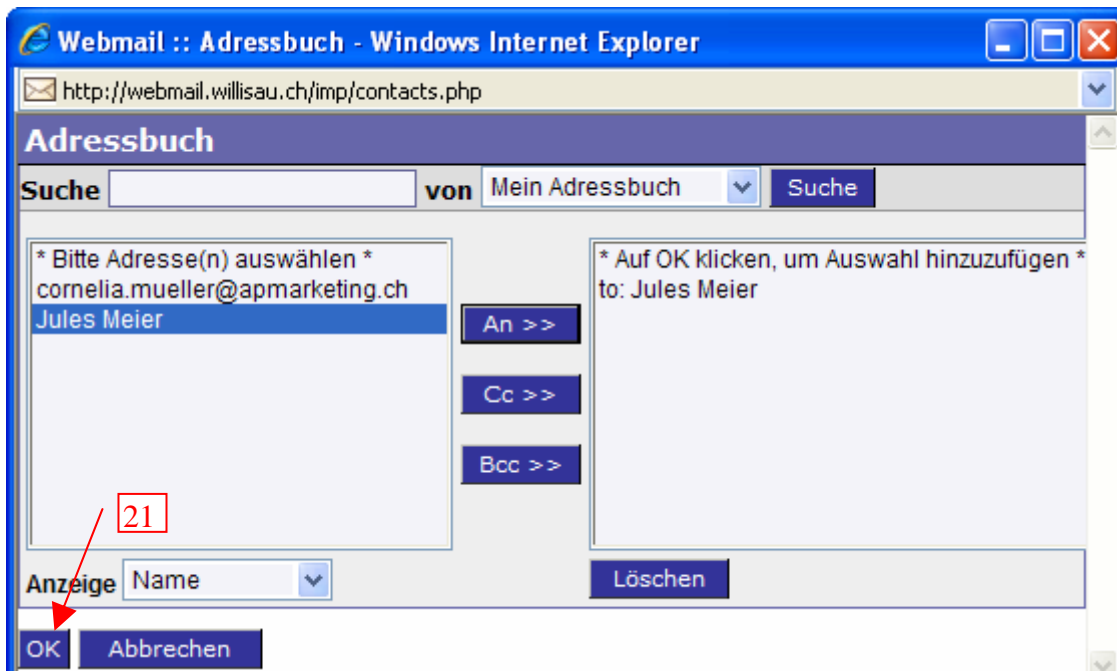 Webmail :: Adressbuch - Windows Internet Explorer
http://webmail.willisau.ch/imp/contacts.php
Adressbuch
Suche von Mein Adressbuch Suche
* Bitte Adresse(n) auswählen *
cornelia.mueller@apmarketing.ch
Jules Meier
An >>
Cc >>
Bcc >>
* Auf OK klicken, um Auswahl hinzuzufügen *
to: Jules Meier
21
Anzeige Name Löschen
OK Abbrechen